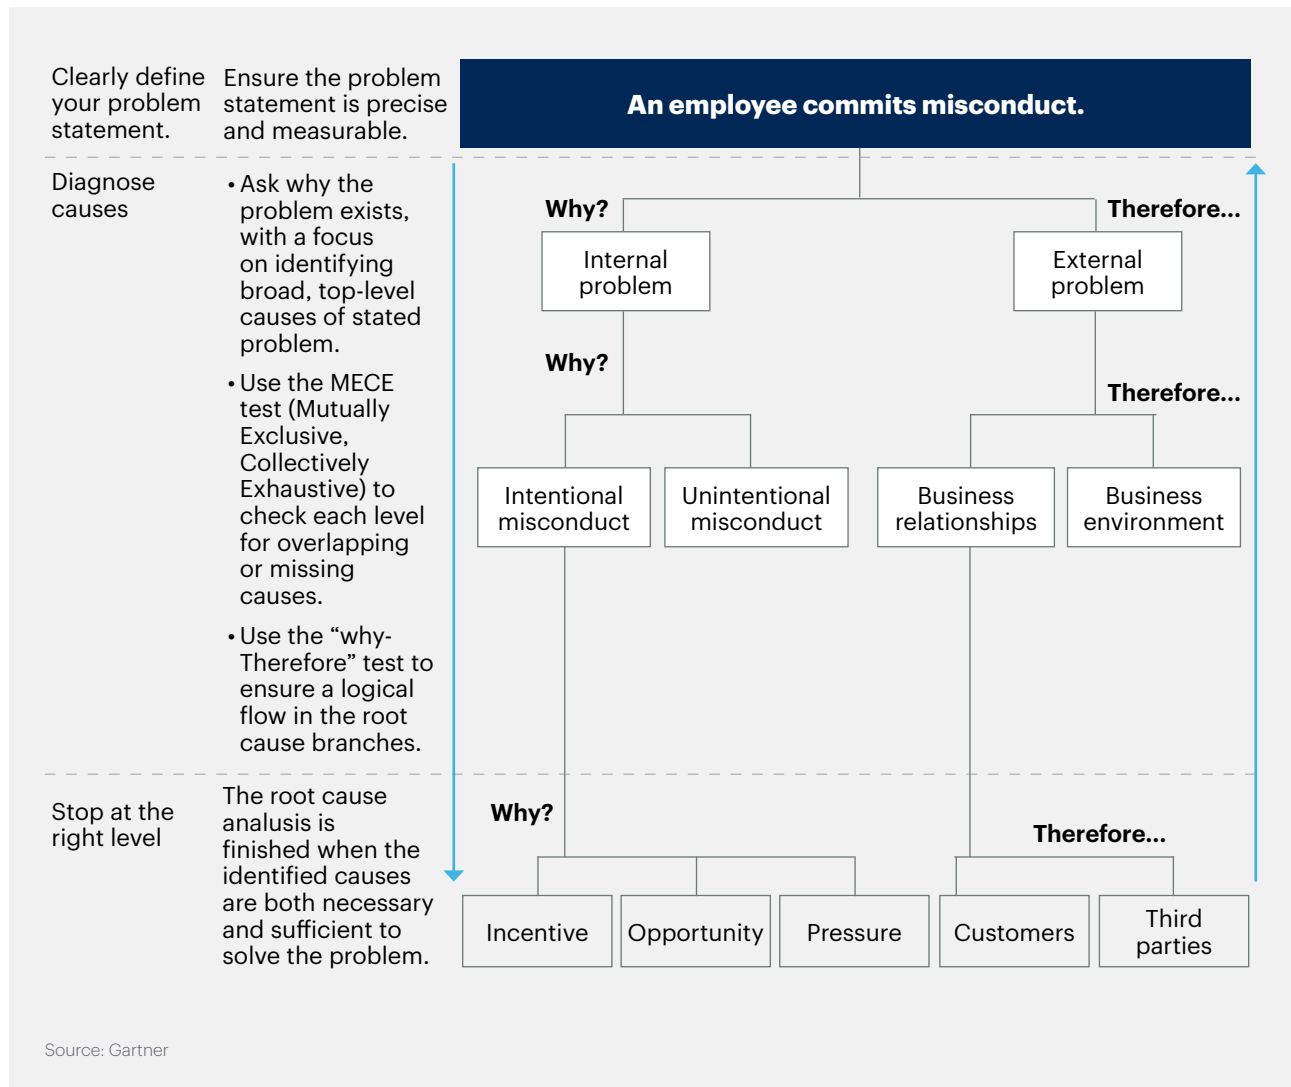 Clearly define
your problem
statement.
Ensure the problem
statement is precise
and measurable.
An employee commits misconduct.
Diagnose
causes
• Ask why the
problem exists,
with a focus
on identifying
broad, top-level
causes of stated
problem.
• Use the MECE
test (Mutually
Exclusive,
Collectively
Exhaustive) to
check each level
for overlapping
or missing
causes.
• Use the “why-
Therefore” test to
ensure a logical
flow in the root
cause branches.
Why?
Therefore...
Internal
problem
External
problem
Why?
Therefore...
Intentional
misconduct
Unintentional
misconduct
Business
relationships
Business
environment
Stop at the
right level
The root cause
analusis is
finished when the
identified causes
are both necessary
and sufficient to
solve the problem.
Why?
Therefore...
Incentive
Opportunity
Pressure
Customers
Third
parties
Source: Gartner